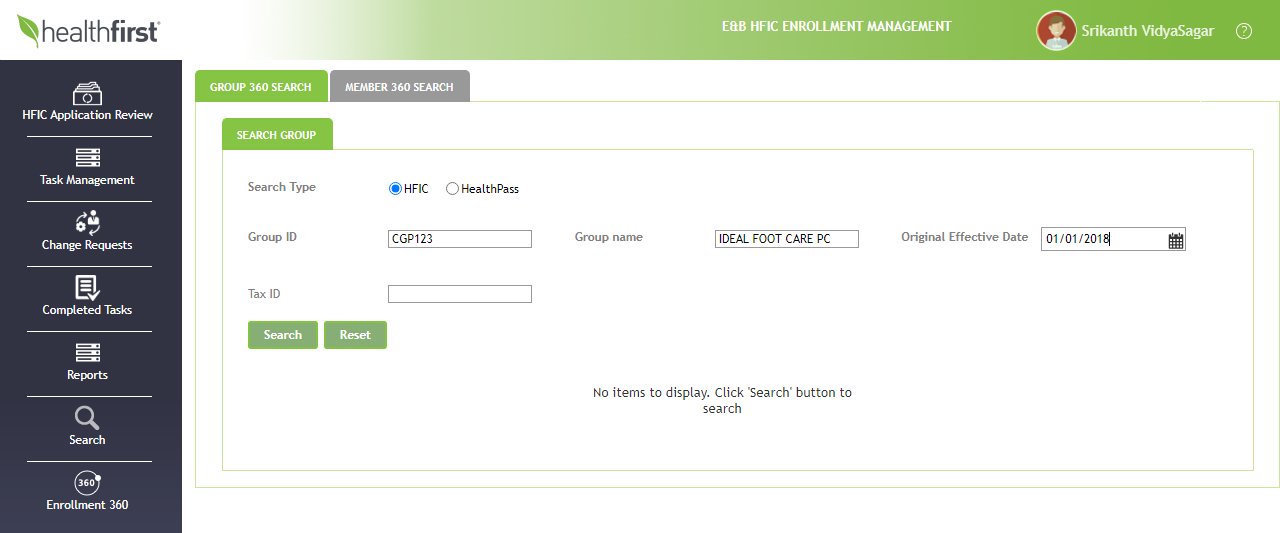 healthfirst
E&B HFIC ENROLLMENT MANAGEMENT
Srikanth VidyaSagar
?
HFIC Application Review
Task Management
Change Requests
Completed Tasks
Reports
Search
360
Enrollment 360
GROUP 360 SEARCH
MEMBER 360 SEARCH
SEARCH GROUP
Search Type
HFIC
HealthPass
Group ID
CGP123
Group name
IDEAL FOOT CARE PC
Original Effective Date
01/01/2018
Tax ID
Search
Reset
No items to display. Click 'Search' button to
search